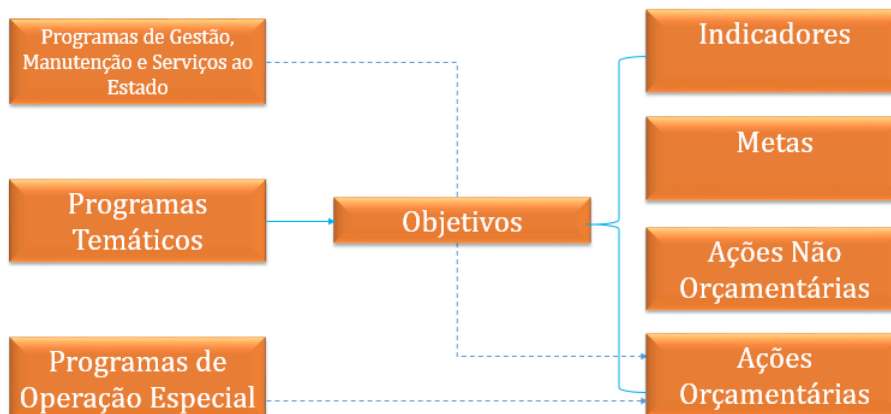 Programas de Gestão,
Manutenção e Serviços ao
Estado
Programas
Temáticos
Programas de
Operação Especial
Objetivos
Indicadores
Metas
Ações Não
Orçamentárias
Ações
Orçamentárias